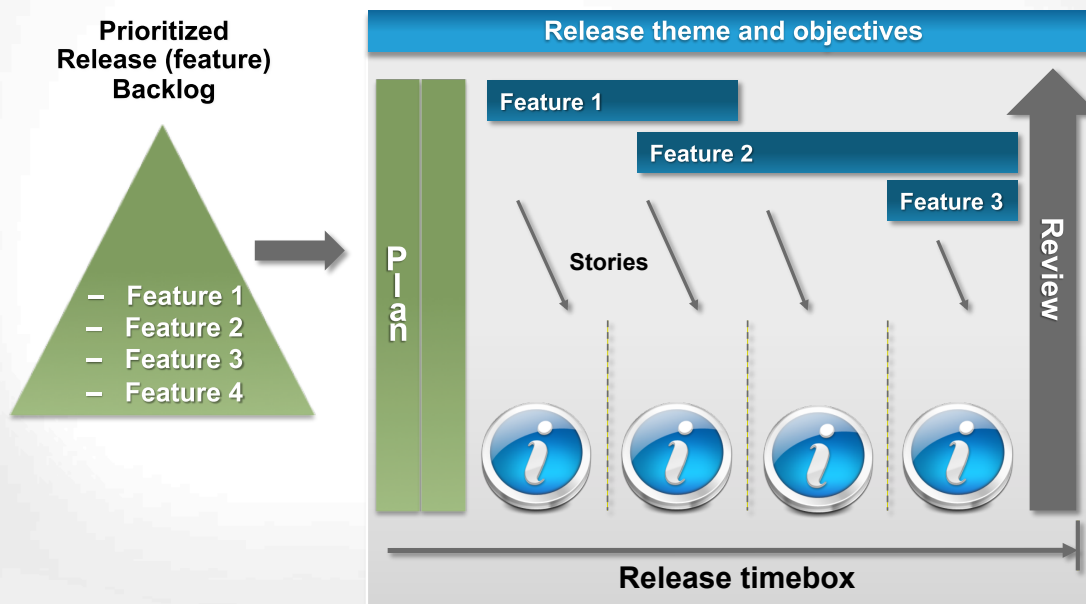 Prioritized
Release (feature)
Backlog
– Feature 1
– Feature 2
– Feature 3
– Feature 4
Release theme and objectives
Plan
Feature 1
Feature 2
Feature 3
Stories
Review
i
i
i
i
Release timebox